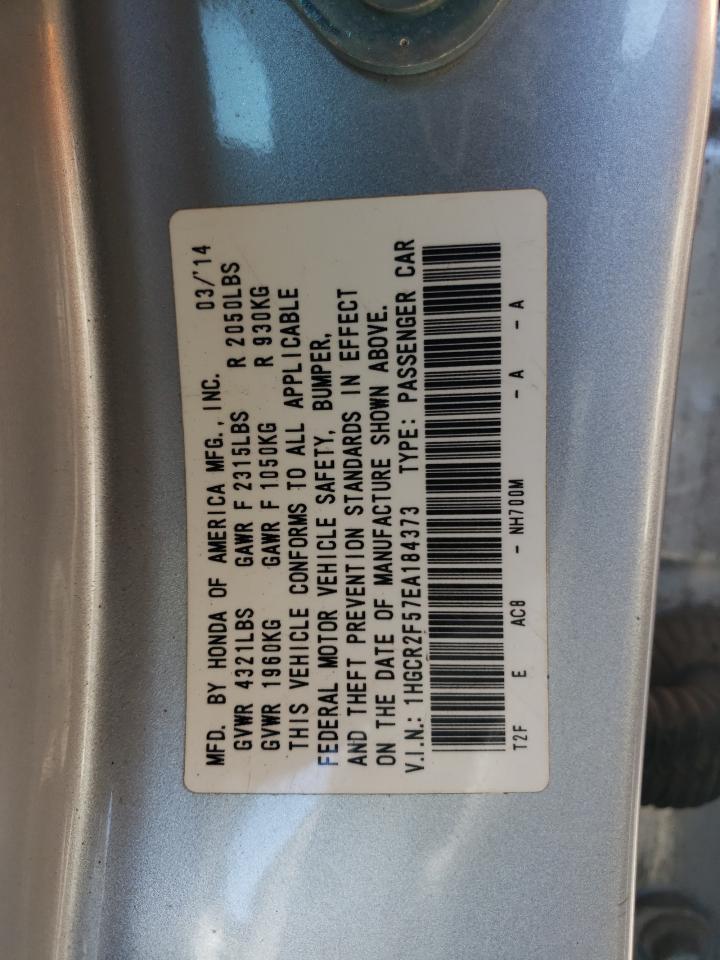 MFD. BY HONDA OF AMERICA MFG., INC. 03/'14
GVWR 4321LBS GAWR F 2315LBS R 2050LBS
GVWR 1960KG GAWR F 1050KG R 930KG
THIS VEHICLE CONFORMS TO ALL APPLICABLE
FEDERAL MOTOR VEHICLE SAFETY, BUMPER,
AND THEFT PREVENTION STANDARDS IN EFFECT
ON THE DATE OF MANUFACTURE SHOWN ABOVE.
V.I.N.: 1HGCR2F57EA184373 TYPE: PASSENGER CAR
T2F E AC8 - NH700M - A - A